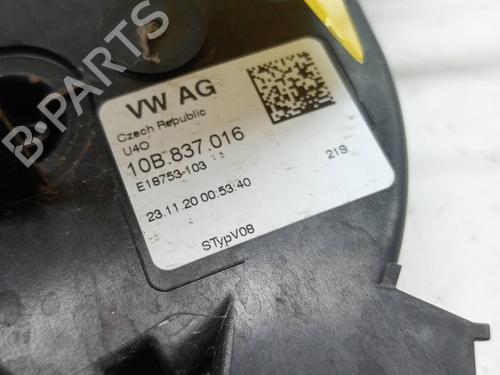 VW AG
Czech Republic
U4O
10B.837.016
E18753-103
21S
23.11.20 00:53:40
STypV08
B-PARTS